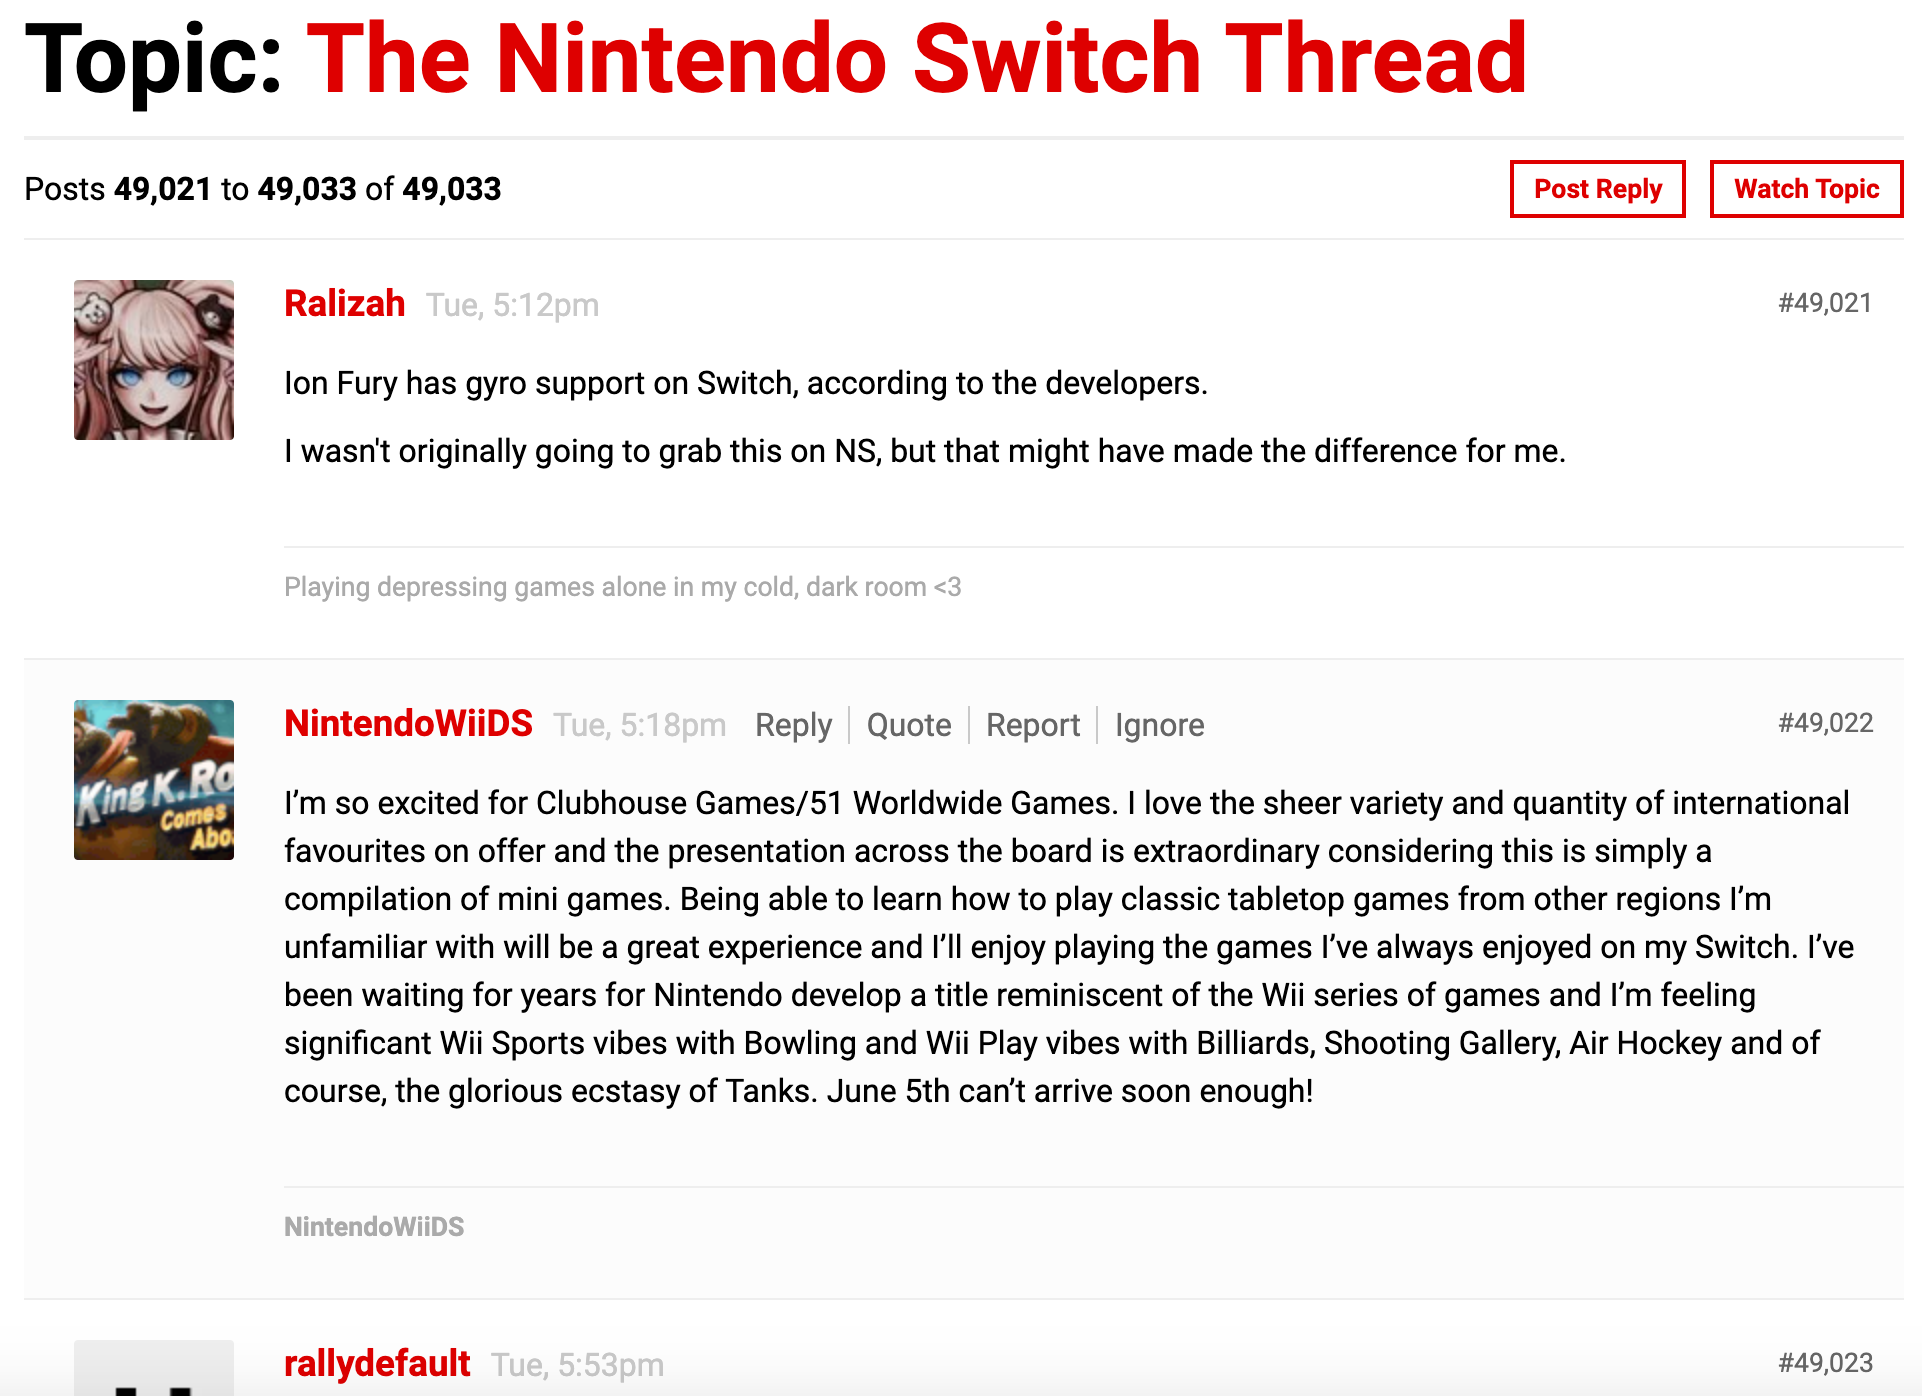 Topic: The Nintendo Switch Thread
Posts 49,021 to 49,033 of 49,033
Post Reply
Watch Topic
Ralizah Tue, 5:12pm #49,021
Ion Fury has gyro support on Switch, according to the developers.
I wasn't originally going to grab this on NS, but that might have made the difference for me.
Playing depressing games alone in my cold, dark room <3
King K. Ro
Comes
Abo
NintendoWiiDS Tue, 5:18pm Reply Quote Report Ignore #49,022
I’m so excited for Clubhouse Games/51 Worldwide Games. I love the sheer variety and quantity of international
favourites on offer and the presentation across the board is extraordinary considering this is simply a
compilation of mini games. Being able to learn how to play classic tabletop games from other regions I’m
unfamiliar with will be a great experience and I’ll enjoy playing the games I’ve always enjoyed on my Switch. I’ve
been waiting for years for Nintendo develop a title reminiscent of the Wii series of games and I’m feeling
significant Wii Sports vibes with Bowling and Wii Play vibes with Billiards, Shooting Gallery, Air Hockey and of
course, the glorious ecstasy of Tanks. June 5th can’t arrive soon enough!
NintendoWiiDS
rallydefault Tue, 5:53pm #49,023